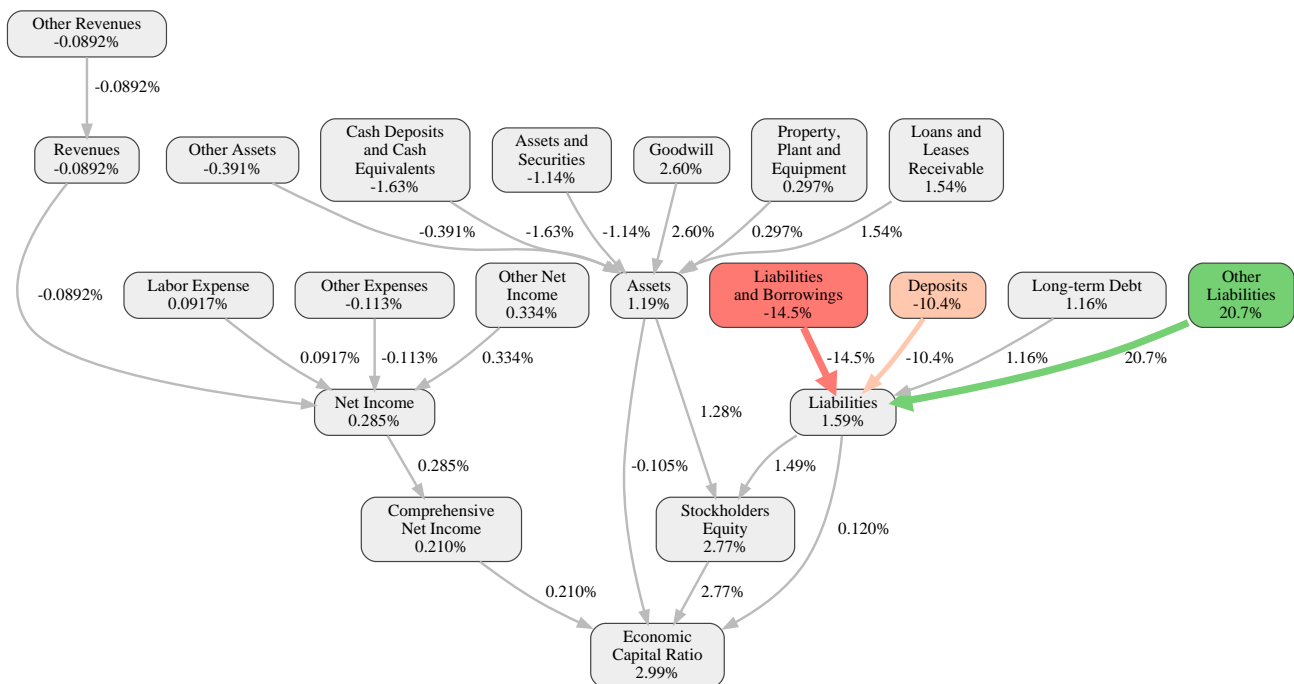 Other Revenues
-0.0892%
-0.0892%
Revenues
-0.0892%
Other Assets
-0.391%
Cash Deposits
and Cash
Equivalents
-1.63%
Assets and
Securities
-1.14%
Goodwill
2.60%
Property,
Plant and
Equipment
0.297%
Loans and
Leases
Receivable
1.54%
-0.391%
-1.63%
-1.14%
2.60%
0.297%
1.54%
-0.0892%
Labor Expense
0.0917%
Other Expenses
-0.113%
Other Net
Income
0.334%
Assets
1.19%
Liabilities
and Borrowings
-14.5%
Deposits
-10.4%
Long-term Debt
1.16%
Other
Liabilities
20.7%
0.0917%
-0.113%
0.334%
-14.5%
-10.4%
1.16%
20.7%
Net Income
0.285%
Liabilities
1.59%
1.28%
0.285%
-0.105%
1.49%
Comprehensive
Net Income
0.210%
Stockholders
Equity
2.77%
0.120%
0.210%
2.77%
Economic
Capital Ratio
2.99%